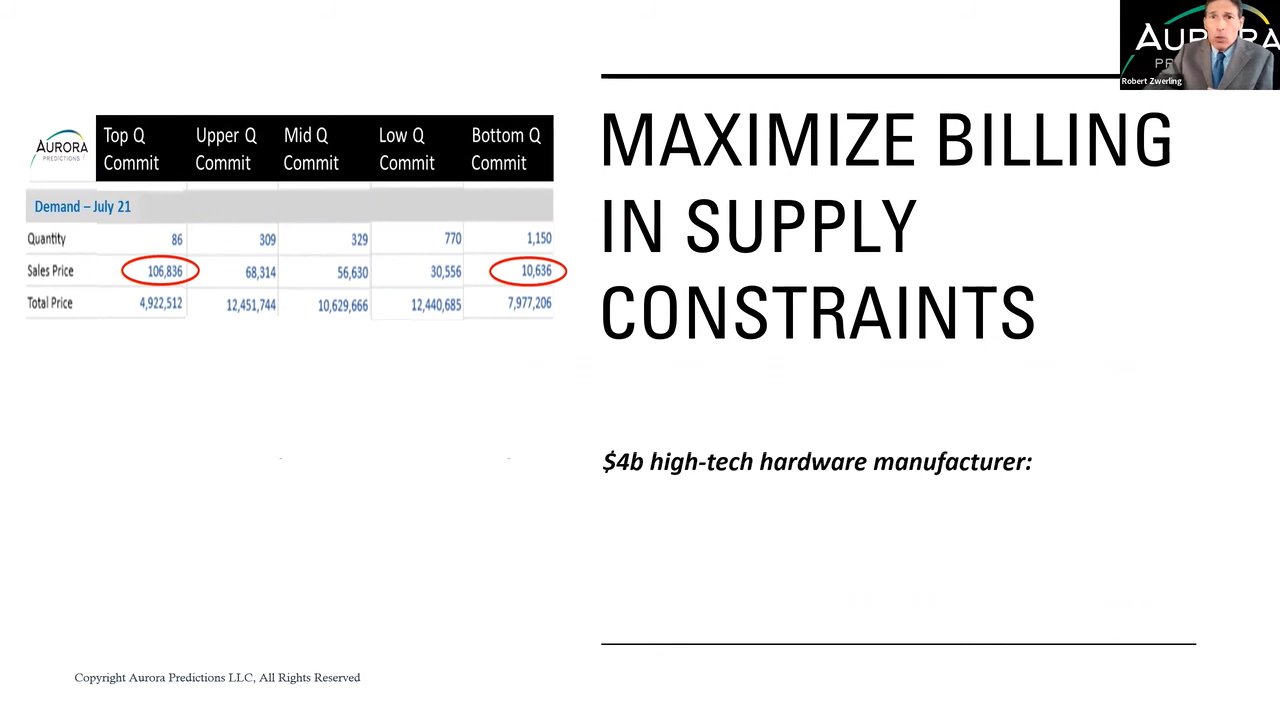 AURORA
PR
Robert Zwerling
AURORA
PREDICTIONS
Top Q Commit
Upper Q Commit
Mid Q Commit
Low Q Commit
Bottom Q Commit
Demand – July 21
Quantity 86 309 329 770 1,150
Sales Price 106,836 68,314 56,630 30,556 10,636
Total Price 4,922,512 12,451,744 10,629,666 12,440,685 7,977,206
MAXIMIZE BILLING
IN SUPPLY
CONSTRAINTS
$4b high-tech hardware manufacturer:
Copyright Aurora Predictions LLC, All Rights Reserved